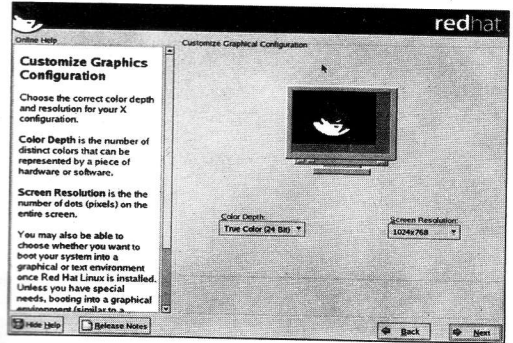 redhat.
Online Help
Customize Graphical Configuration
Customize Graphics
Configuration
Choose the correct color depth
and resolution for your X
configuration.
Color Depth is the number of
distinct colors that can be
represented by a piece of
hardware or software.
Screen Resolution is the the
number of dots (pixels) on the
entire screen.
You may also be able to
choose whether you want to
boot your system into a
graphical or text environment
once Red Hat Linux is installed.
Unless you have special
needs, booting into a graphical
environment (similar to a
Color Depth:
True Color (24 Bit)
Screen Resolution:
1024x768
Hide Help
Release Notes
Back
Next